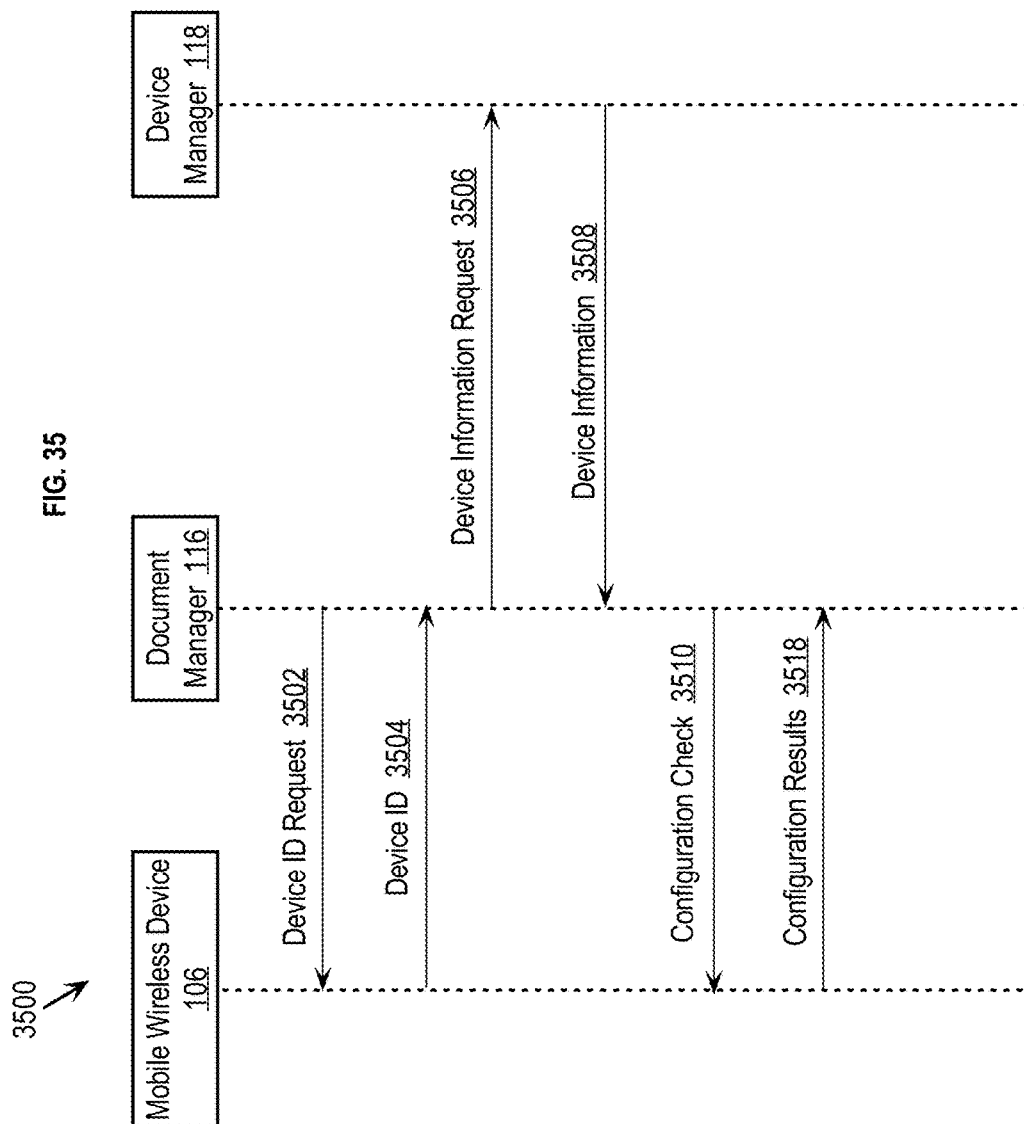 FIG. 35
3500
Mobile Wireless Device
106
Document
Manager 116
Device
Manager 118
Device ID Request 3502
Device ID 3504
Device Information Request 3506
Device Information 3508
Configuration Check 3510
Configuration Results 3518